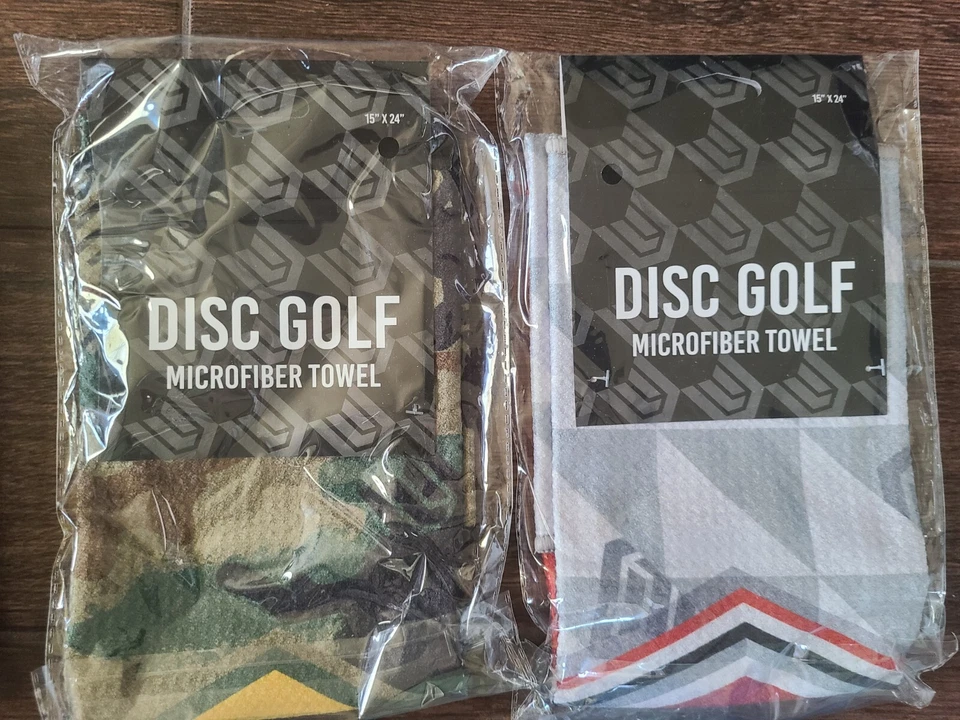 15" X 24"
DISC GOLF
MICROFIBER TOWEL
15" X 24"
DISC GOLF
MICROFIBER TOWEL